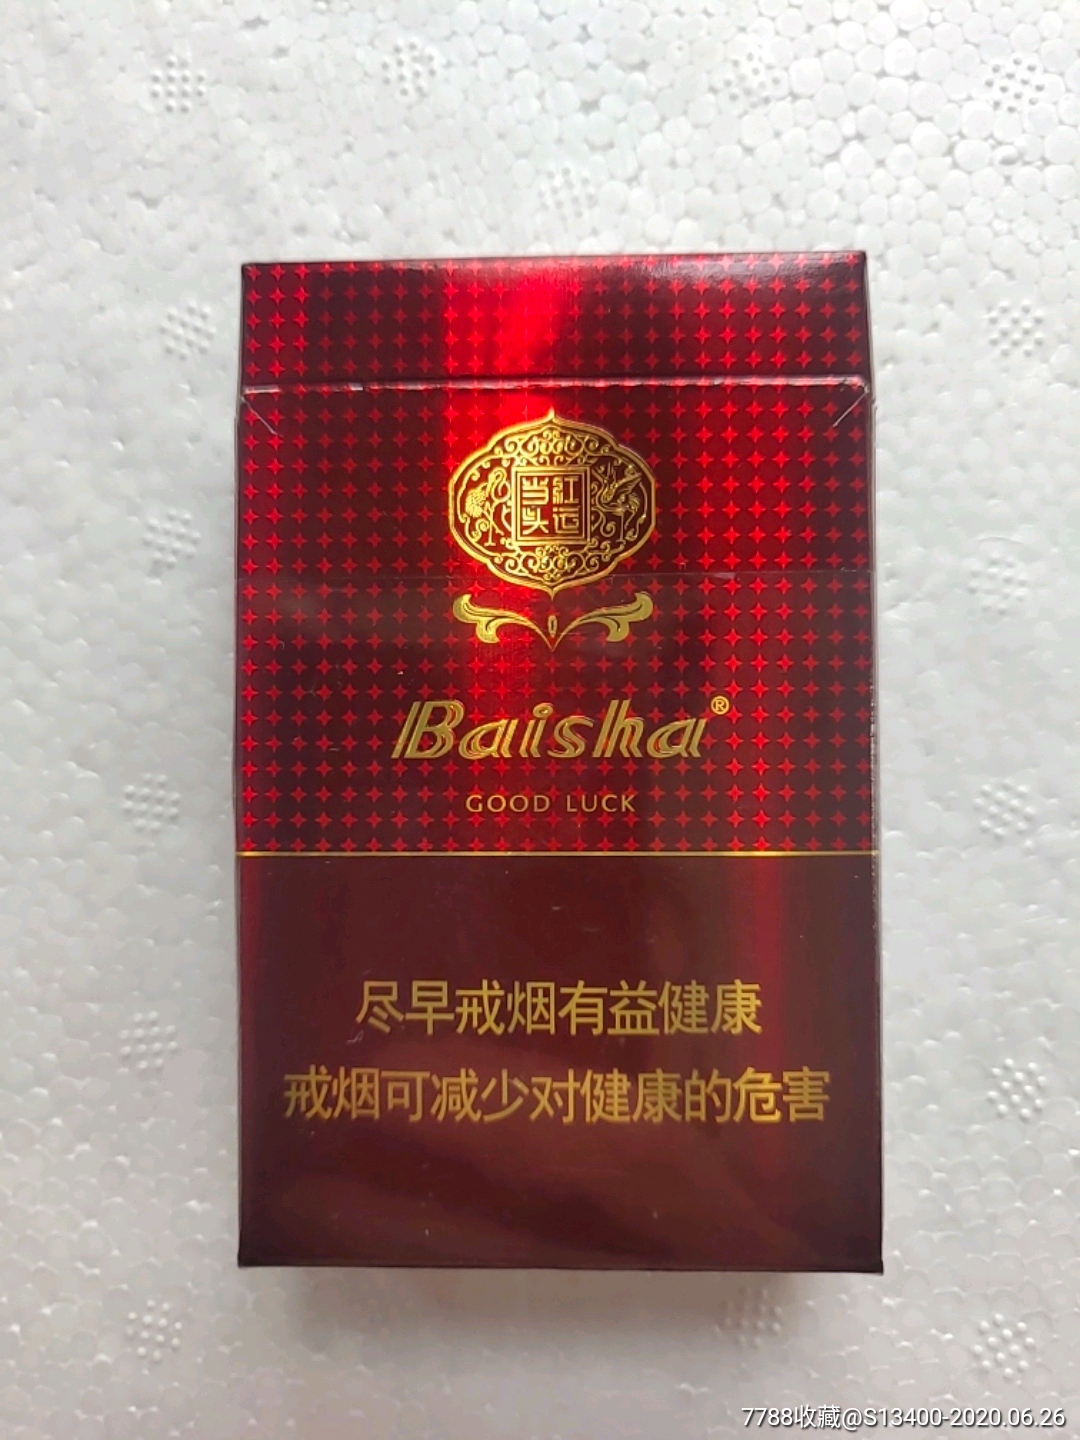 红运
当头
Baisha®
GOOD LUCK
尽早戒烟有益健康
戒烟可减少对健康的危害
7788收藏@S13400-2020.06.26